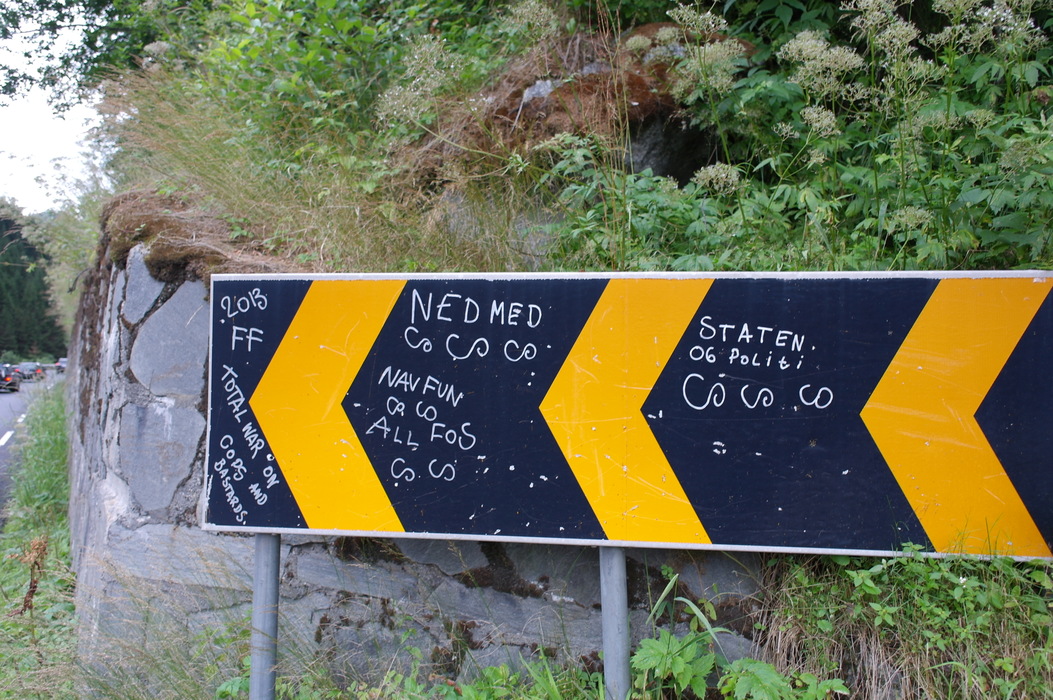 2013
FF
TOTAL WAR ON
COPS AND
BASTARDS.
NED MED
NAV FUN
ALL FOS
STATEN.
OG Politi